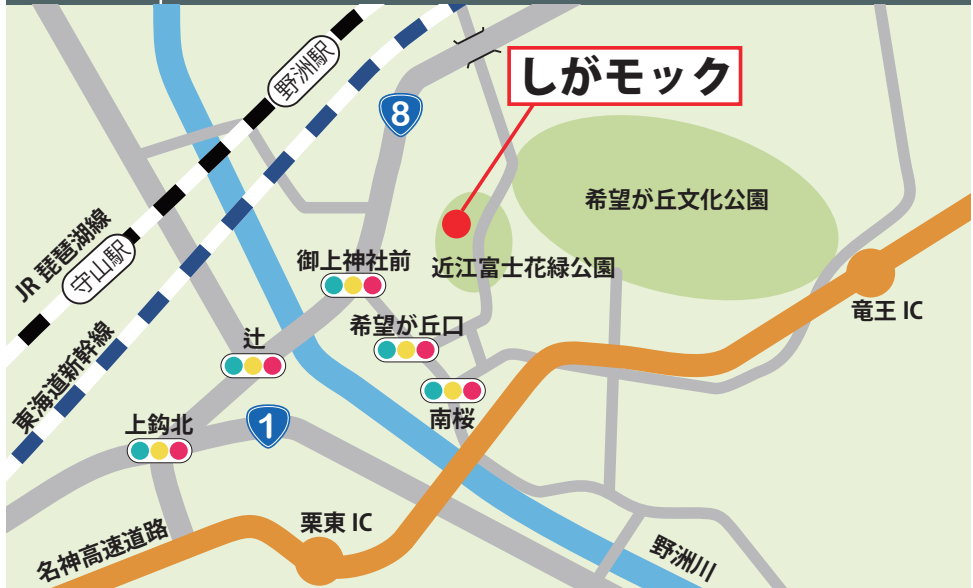 野洲駅
しがモック
8
希望が丘文化公園
JR 琵琶湖線
守山駅
御上神社前
近江富士花緑公園
竜王 IC
希望が丘口
東海道新幹線
辻
南桜
上鈎北
1
栗東 IC
名神高速道路
野洲川